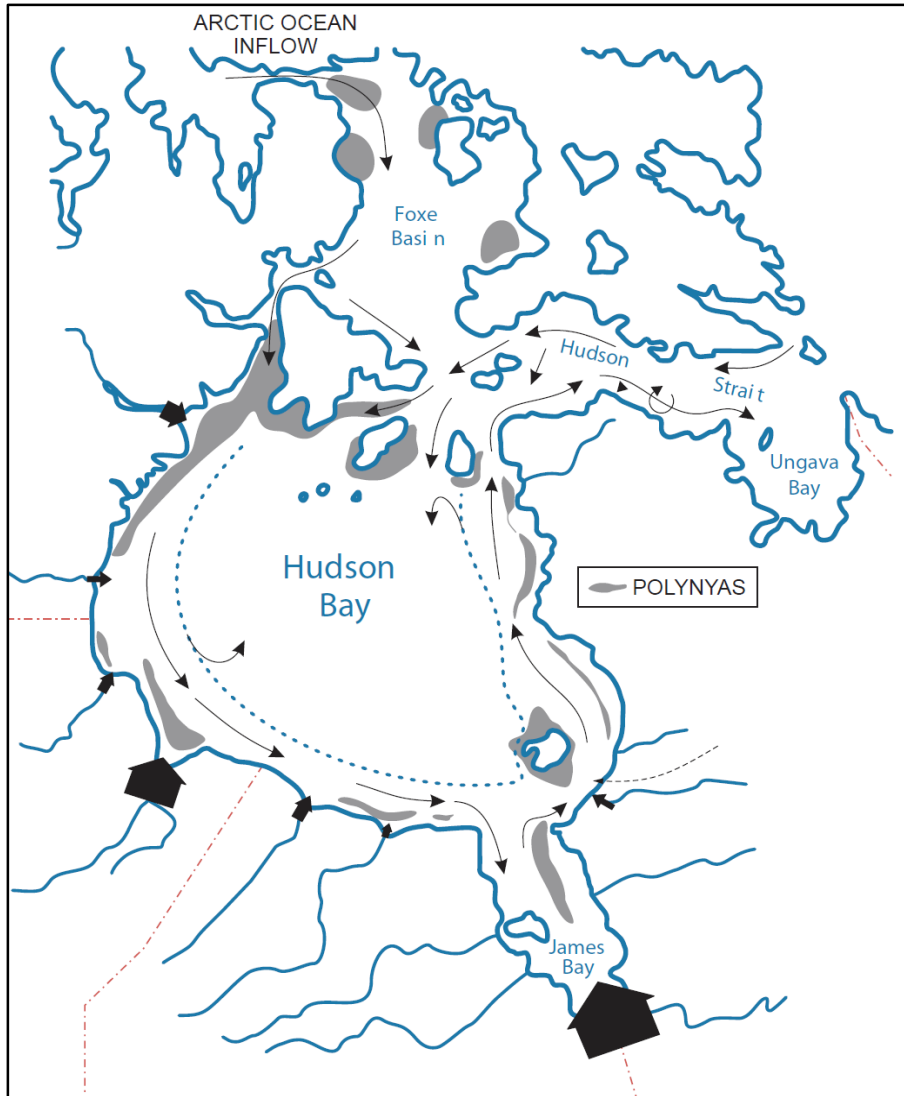 ARCTIC OCEAN
INFLOW
Foxe
Basi n
Hudson
Strai t
Ungava
Bay
Hudson
Bay
POLYNYAS
James
Bay